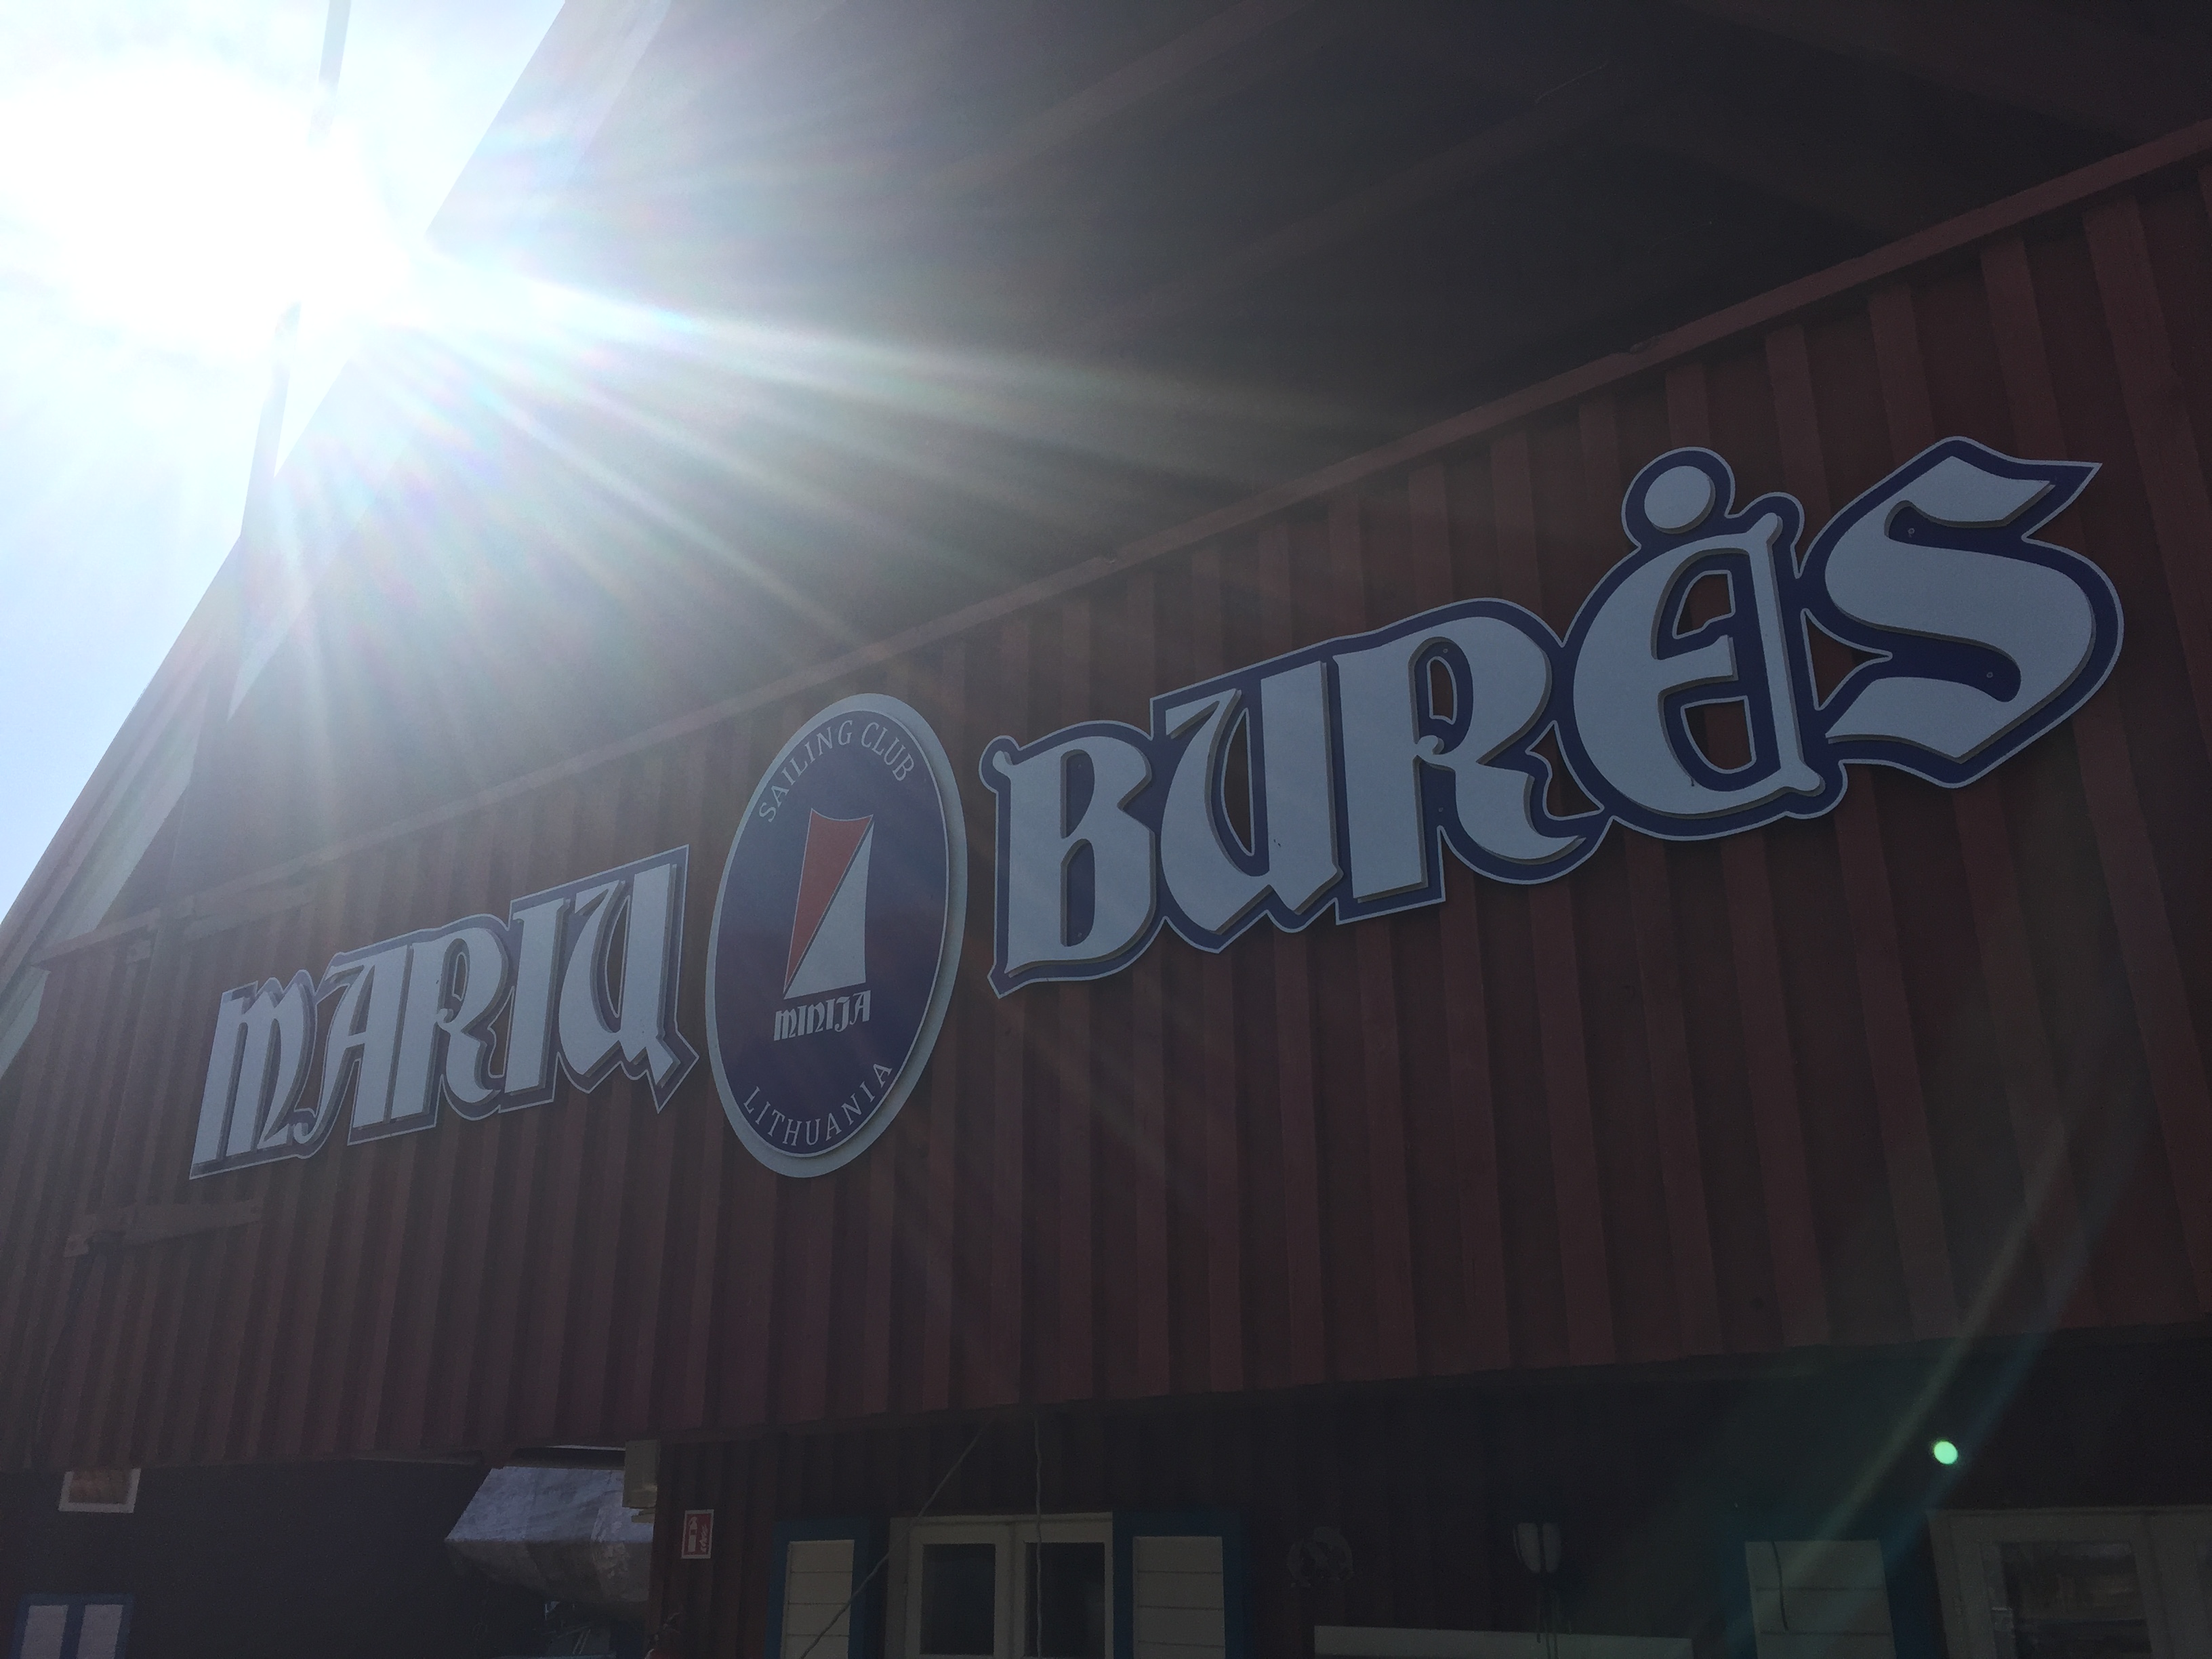 MARIŲ
SAILING CLUB
MINIJA
LITHUANIA
BURĖS